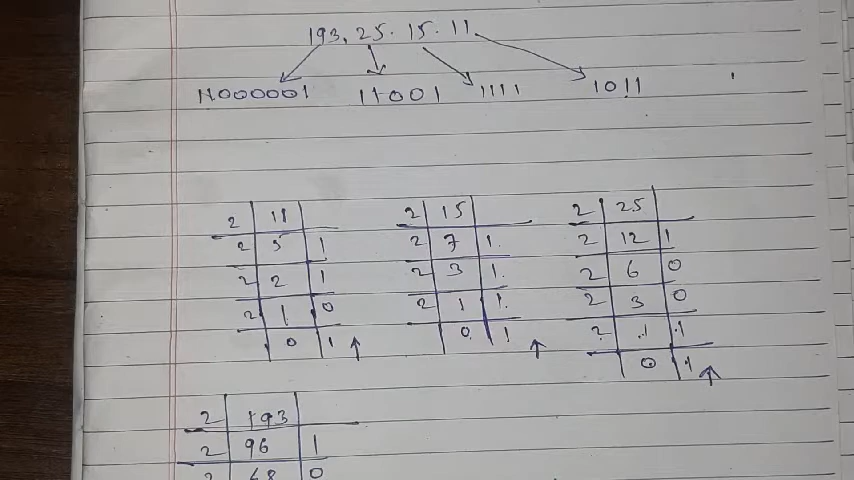 193.25.15.11
11000001 11001 1111 1011
2 11
2 5 1
2 2 1
2 1 0
0 1
2 15
2 7 1
2 3 1
2 1 1
0 1
2 25
2 12 1
2 6 0
2 3 0
2 1 1
0 1
2 193
2 96 1
2 68 0